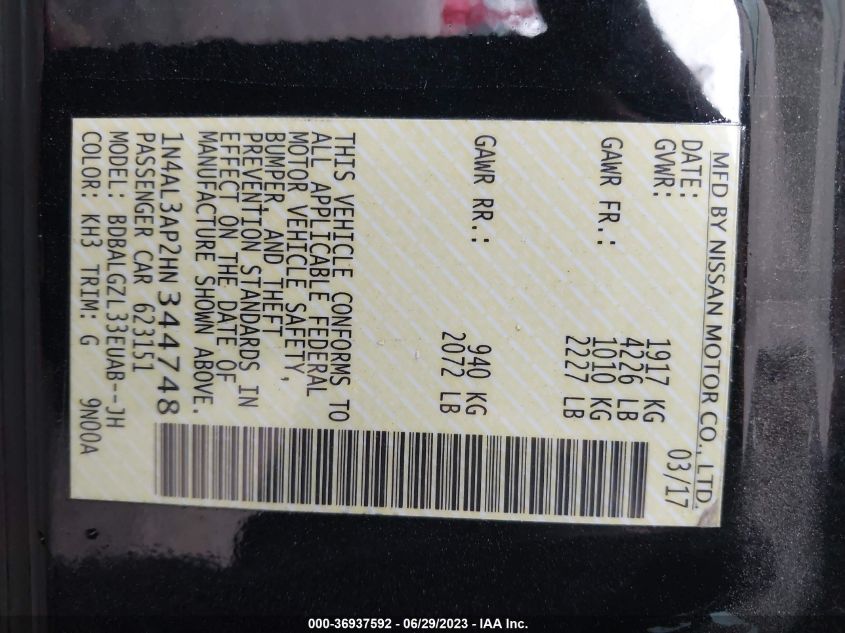 MFD BY NISSAN MOTOR CO., LTD.
DATE: 03/17
GVWR: 1917 KG
4226 LB
GAWR FR.: 1010 KG
2227 LB
GAWR RR.: 940 KG
2072 LB
THIS VEHICLE CONFORMS TO
ALL APPLICABLE FEDERAL
MOTOR VEHICLE SAFETY,
BUMPER, AND THEFT
PREVENTION STANDARDS IN
EFFECT ON THE DATE OF
MANUFACTURE SHOWN ABOVE.
1N4AL3AP2HN344748
PASSENGER CAR 623151
MODEL: BDBALGZL33EUAB--JH
COLOR: KH3 TRIM: G 9N00A
000-36937592 - 06/29/2023 - IAA Inc.